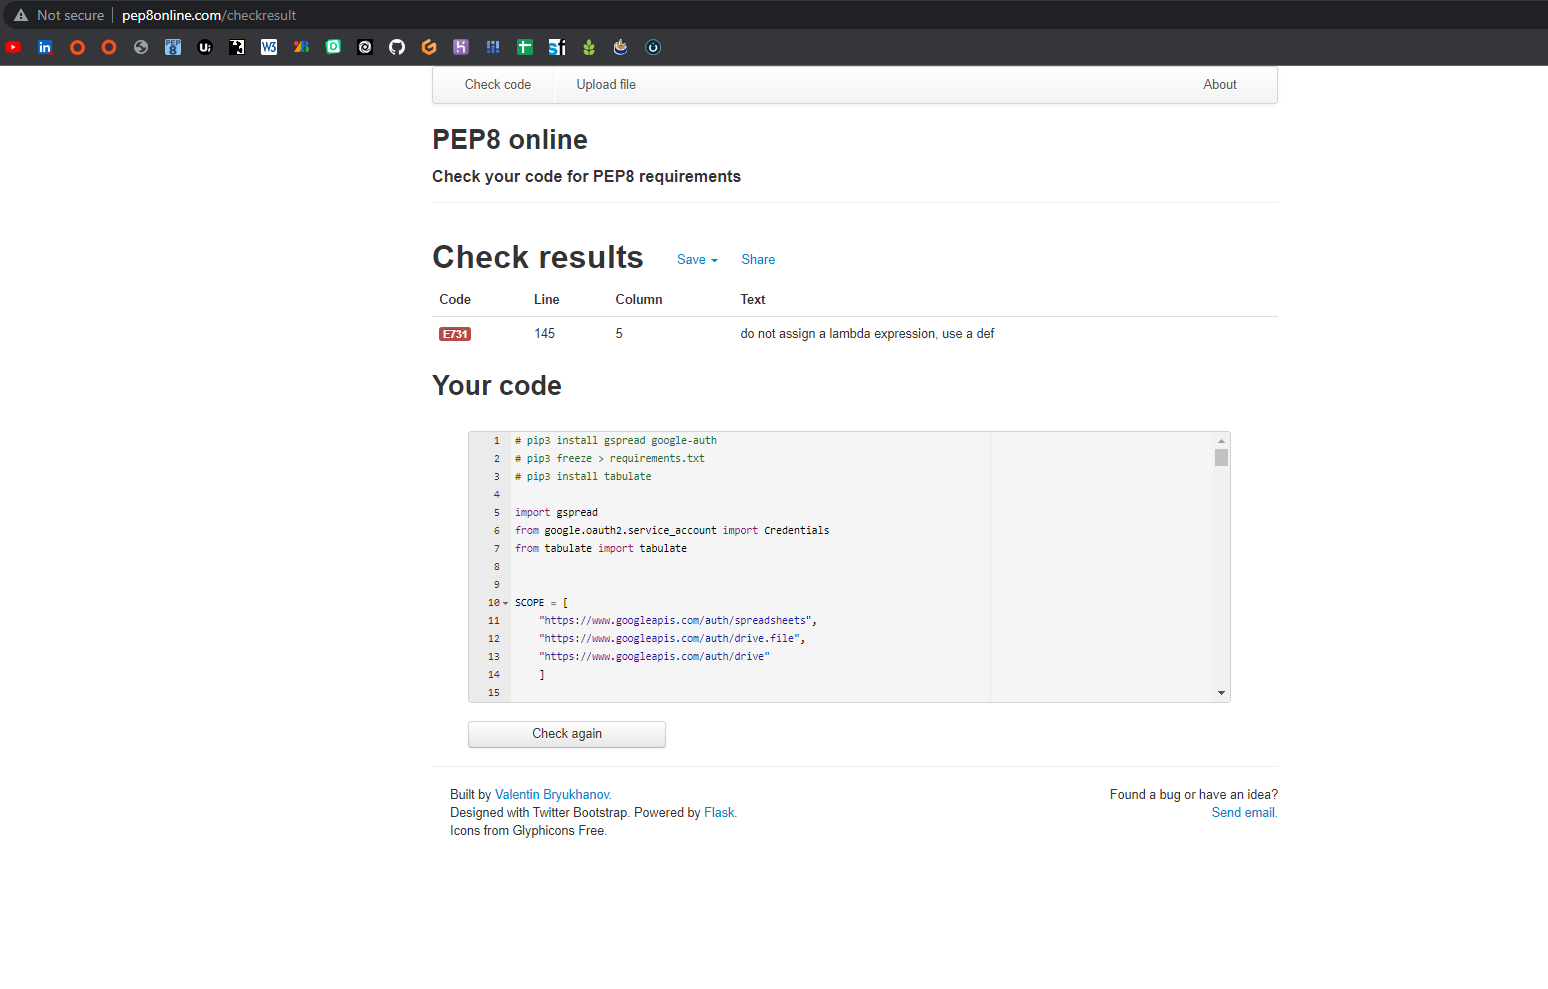 Not secure pep8online.com/checkresult
Check code Upload file About
PEP8 online
Check your code for PEP8 requirements
Check results Save Share
Code Line Column Text
E731 145 5 do not assign a lambda expression, use a def
Your code
1 # pip3 install gspread google-auth
2 # pip3 freeze > requirements.txt
3 # pip3 install tabulate
4
5 import gspread
6 from google.oauth2.service_account import Credentials
7 from tabulate import tabulate
8
9
10 SCOPE = [
11 "https://www.googleapis.com/auth/spreadsheets",
12 "https://www.googleapis.com/auth/drive.file",
13 "https://www.googleapis.com/auth/drive"
14 ]
15
Check again
Built by Valentin Bryukhanov.
Designed with Twitter Bootstrap. Powered by Flask.
Icons from Glyphicons Free.
Found a bug or have an idea?
Send email.